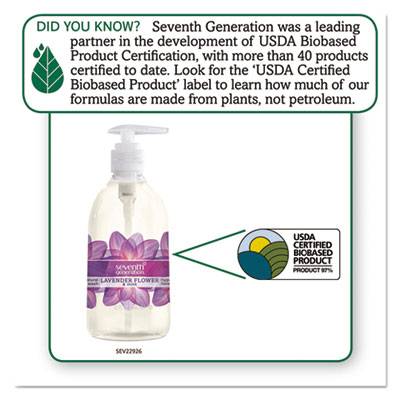 DID YOU KNOW? Seventh Generation was a leading
partner in the development of USDA Biobased
Product Certification, with more than 40 products
certified to date. Look for the ‘USDA Certified
Biobased Product’ label to learn how much of our
formulas are made from plants, not petroleum.
seventh
generation
LAVENDER FLOWER
& MINT
USDA
CERTIFIED
BIOBASED
PRODUCT
PRODUCT 97%
SEV22926